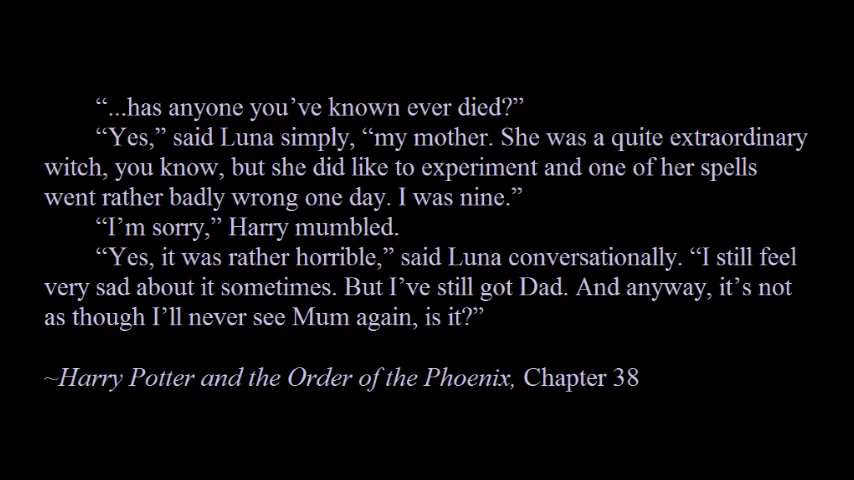 “...has anyone you’ve known ever died?”
“Yes,” said Luna simply, “my mother. She was a quite extraordinary
witch, you know, but she did like to experiment and one of her spells
went rather badly wrong one day. I was nine.”
“I’m sorry,” Harry mumbled.
“Yes, it was rather horrible,” said Luna conversationally. “I still feel
very sad about it sometimes. But I’ve still got Dad. And anyway, it’s not
as though I’ll never see Mum again, is it?”
~Harry Potter and the Order of the Phoenix, Chapter 38